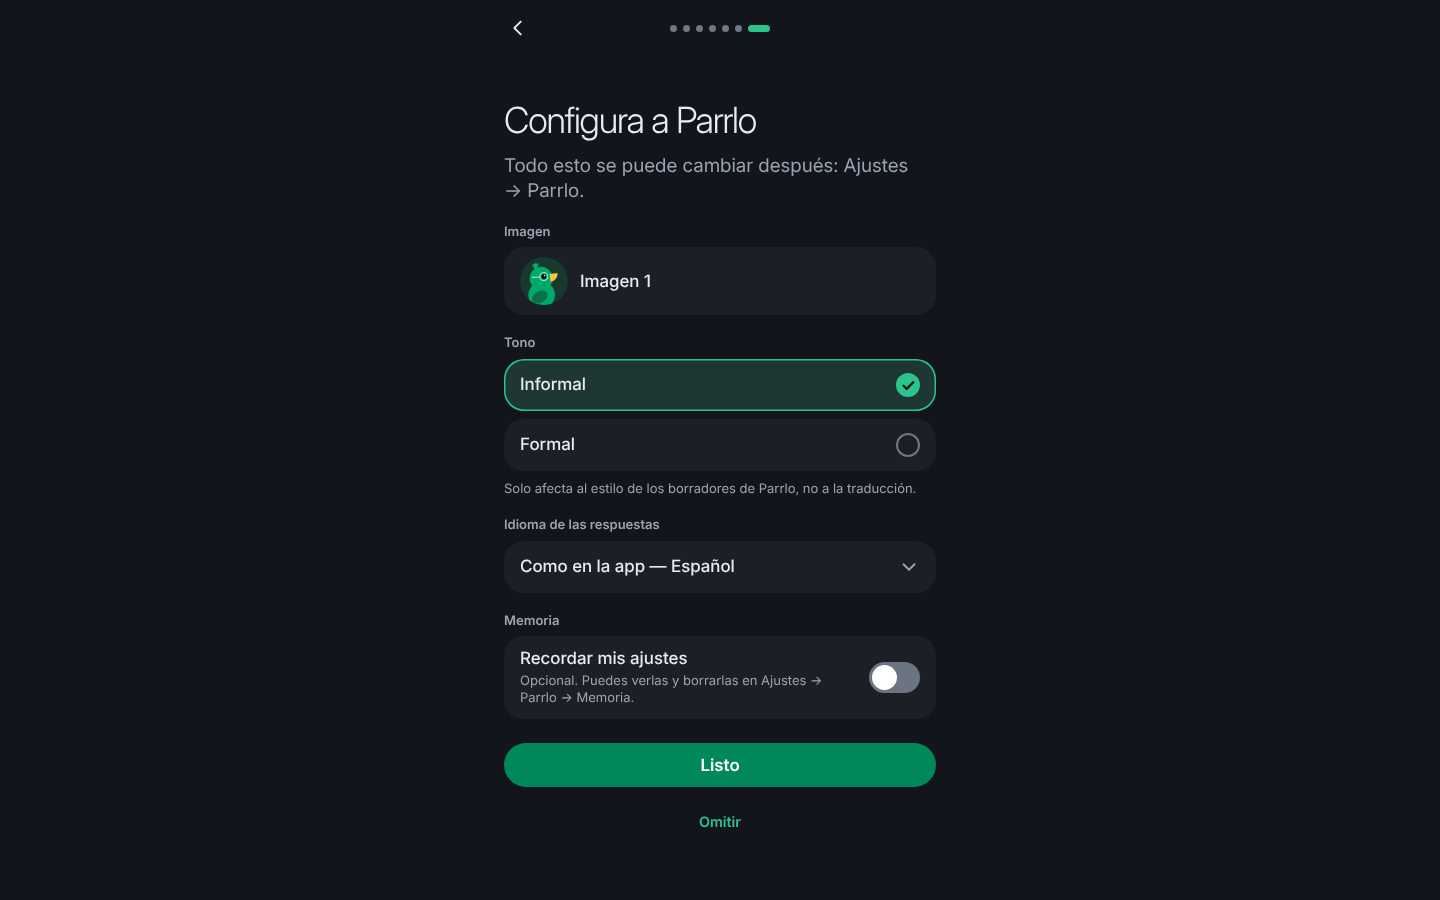 Configura a Parrlo
Todo esto se puede cambiar después: Ajustes
→ Parrlo.
Imagen
Imagen 1
Tono
Informal
Formal
Solo afecta al estilo de los borradores de Parrlo, no a la traducción.
Idioma de las respuestas
Como en la app — Español
Memoria
Recordar mis ajustes
Opcional. Puedes verlas y borrarlas en Ajustes →
Parrlo → Memoria.
Listo
Omitir